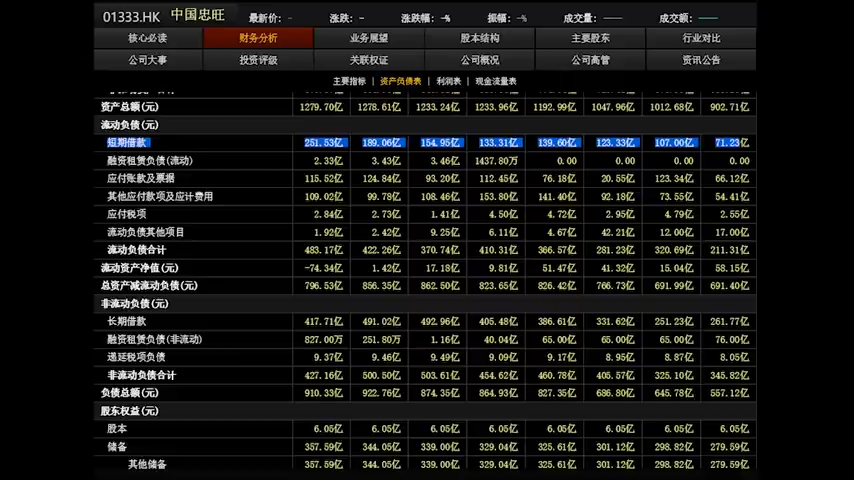 01333.HK 中国忠旺 最新价: - 涨跌: - 涨跌幅: -% 振幅: -% 成交量: —— 成交额: ——
核心必读 财务分析 业务展望 股本结构 主要股东 行业对比
公司大事 投资评级 关联权证 公司概况 公司高管 资讯公告
主要指标 | 资产负债表 | 利润表 | 现金流量表
资产总额(元) 1279.70亿 1278.61亿 1233.24亿 1233.96亿 1192.99亿 1047.96亿 1012.68亿 902.71亿
流动负债(元)
短期借款 251.53亿 189.06亿 154.95亿 133.31亿 139.60亿 123.33亿 107.00亿 71.23亿
融资租赁负债(流动) 2.33亿 3.43亿 3.46亿 1437.80万 0.00 0.00 0.00 0.00
应付账款及票据 115.52亿 124.84亿 93.20亿 112.45亿 76.18亿 20.55亿 123.34亿 66.12亿
其他应付款项及应计费用 109.02亿 99.78亿 108.46亿 153.80亿 141.40亿 92.18亿 73.55亿 54.41亿
应付税项 2.84亿 2.73亿 1.41亿 4.50亿 4.72亿 2.95亿 4.79亿 2.55亿
流动负债其他项目 1.92亿 2.42亿 9.25亿 6.11亿 4.67亿 42.21亿 12.00亿 17.00亿
流动负债合计 483.17亿 422.26亿 370.74亿 410.31亿 366.57亿 281.23亿 320.69亿 211.31亿
流动资产净值(元) -74.34亿 1.42亿 17.18亿 9.81亿 51.47亿 41.32亿 15.04亿 58.15亿
总资产减流动负债(元) 796.53亿 856.35亿 862.50亿 823.65亿 826.42亿 766.73亿 691.99亿 691.40亿
非流动负债(元)
长期借款 417.71亿 491.02亿 492.96亿 405.48亿 386.61亿 331.62亿 251.23亿 261.77亿
融资租赁负债(非流动) 827.00万 251.80万 1.16亿 40.04亿 65.00亿 65.00亿 65.00亿 76.00亿
递延税项负债 9.37亿 9.46亿 9.49亿 9.09亿 9.17亿 8.95亿 8.87亿 8.05亿
非流动负债合计 427.16亿 500.50亿 503.61亿 454.62亿 460.78亿 405.57亿 325.10亿 345.82亿
负债总额(元) 910.33亿 922.76亿 874.35亿 864.93亿 827.35亿 686.80亿 645.78亿 557.12亿
股东权益(元)
股本 6.05亿 6.05亿 6.05亿 6.05亿 6.05亿 6.05亿 6.05亿 6.05亿
储备 357.59亿 344.05亿 339.00亿 329.04亿 325.61亿 301.12亿 298.82亿 279.59亿
其他储备 357.59亿 344.05亿 339.00亿 329.04亿 325.61亿 301.12亿 298.82亿 279.59亿